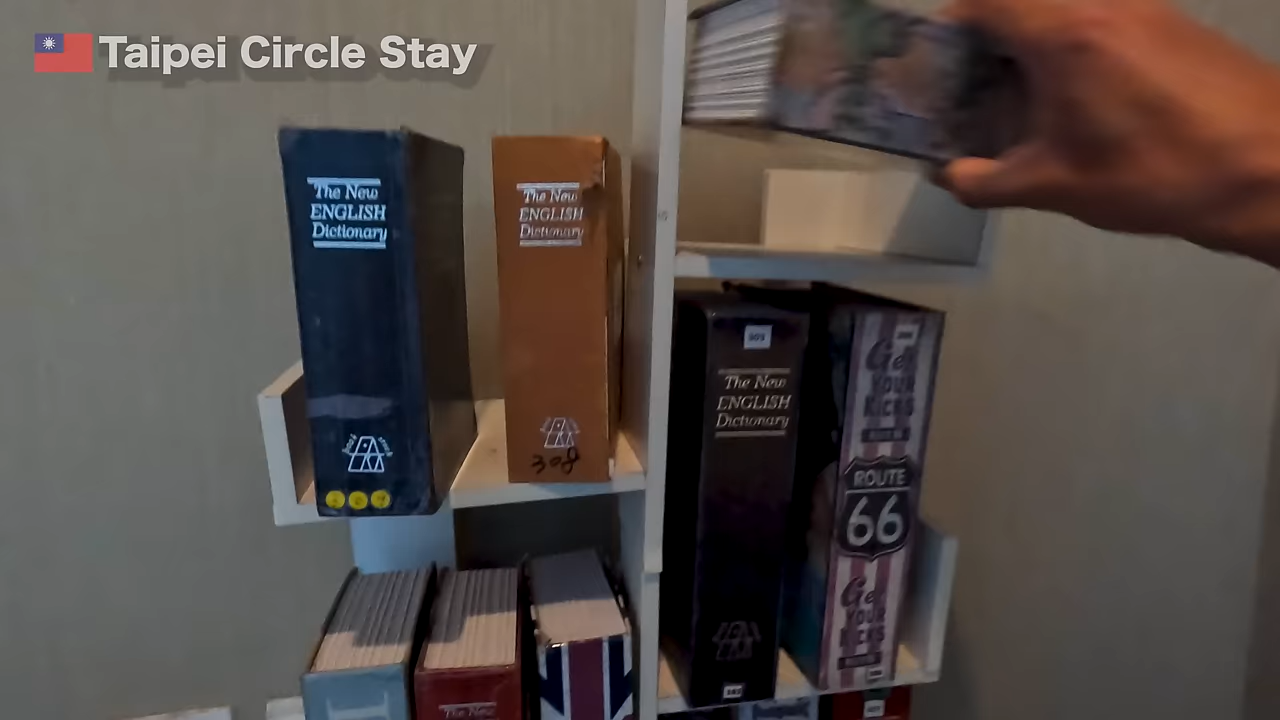 Taipei Circle Stay
The New
ENGLISH
Dictionary
The New
ENGLISH
Dictionary
308
The New
ENGLISH
Dictionary
Get
YOUR
KICKS
ROUTE
66
Get
YOUR
KICKS
The New